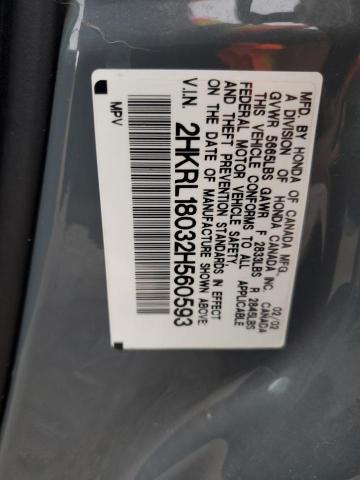 MFD. BY HONDA OF CANADA MFG. 02/02
A DIVISION OF HONDA CANADA INC. CANADA
GVWR 5665LBS GAWR F 2833LBS R 2845LBS
THIS VEHICLE CONFORMS TO ALL APPLICABLE
FEDERAL MOTOR VEHICLE SAFETY,
AND THEFT PREVENTION STANDARDS IN EFFECT
ON THE DATE OF MANUFACTURE SHOWN ABOVE.
V.I.N. 2HKRL18032H560593
MPV